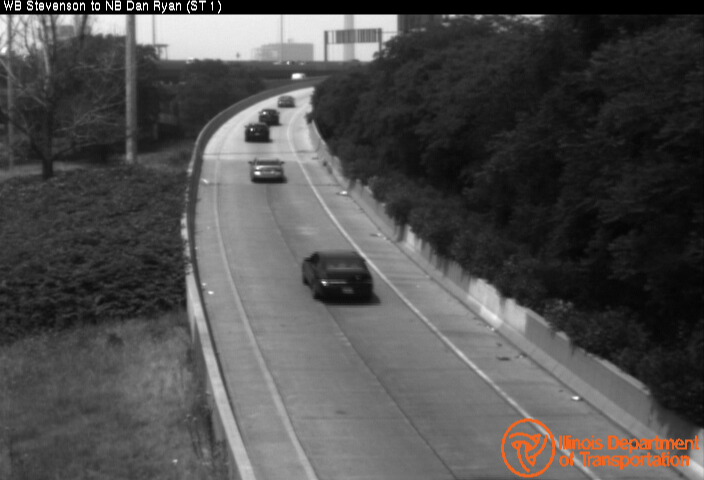 WB Stevenson to NB Dan Ryan (ST 1)
Illinois Department
of Transportation